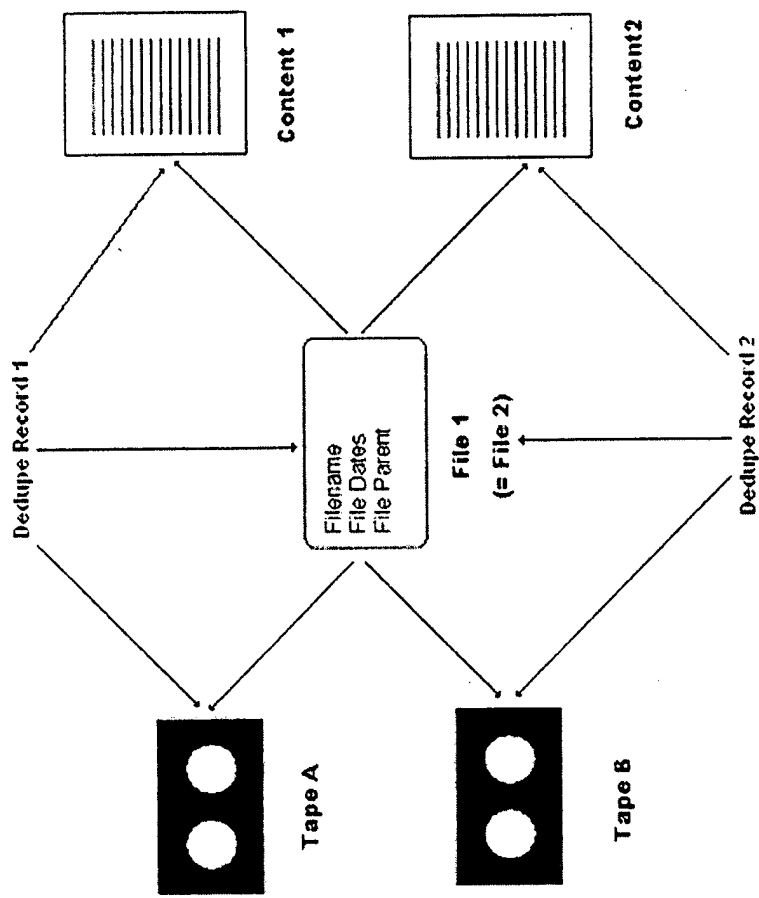 Dedupe Record 1
Tape A
Filename
File Dates
File Parent
Content 1
File 1
(= File 2)
Tape B
Content2
Dedupe Record 2